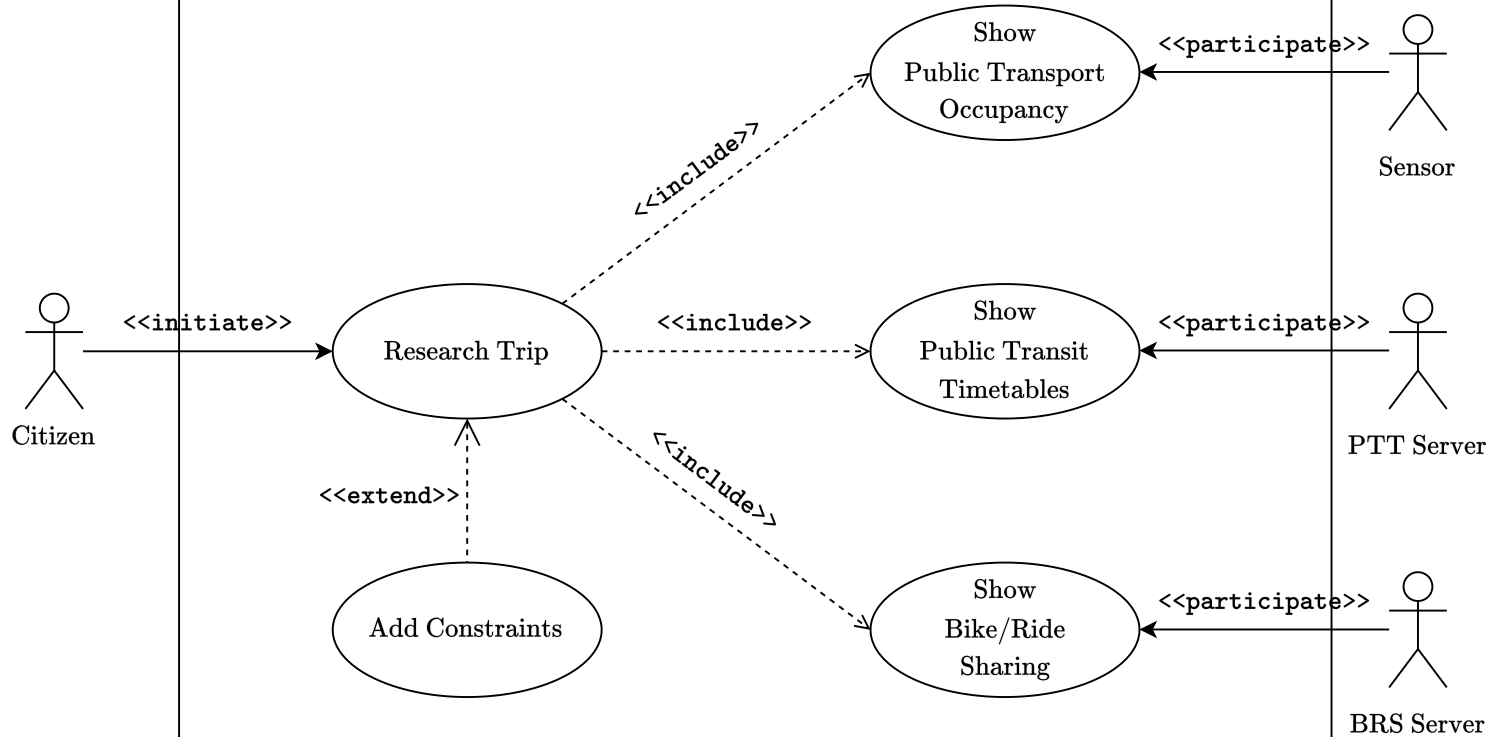 Show
Public Transport
Occupancy
<<participate>>
Sensor
<<include>>
Citizen
<<initiate>>
Research Trip
<<include>>
Show
Public Transit
Timetables
<<participate>>
PTT Server
<<extend>>
Add Constraints
<<include>>
Show
Bike/Ride
Sharing
<<participate>>
BRS Server